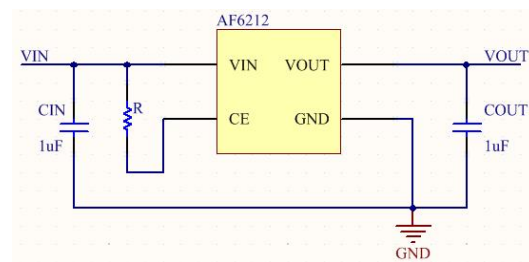 AF6212
VIN
VIN
VOUT
VOUT
CIN
R
CE
GND
COUT
1uF
1uF
GND